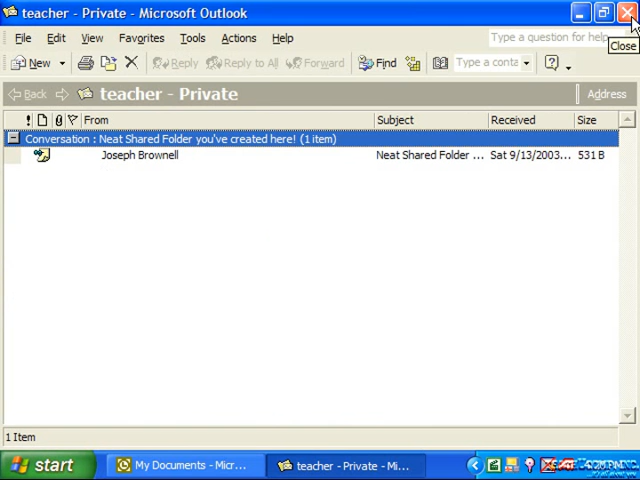 teacher - Private - Microsoft Outlook
File Edit View Favorites Tools Actions Help Type a question for help
Close
New Reply Reply to All Forward Find Type a conta
Back teacher - Private Address
! From Subject Received Size
Conversation : Neat Shared Folder you've created here! (1 item)
Joseph Brownell Neat Shared Folder ... Sat 9/13/2003... 531 B
1 Item
start My Documents - Micr... teacher - Private - Mi...